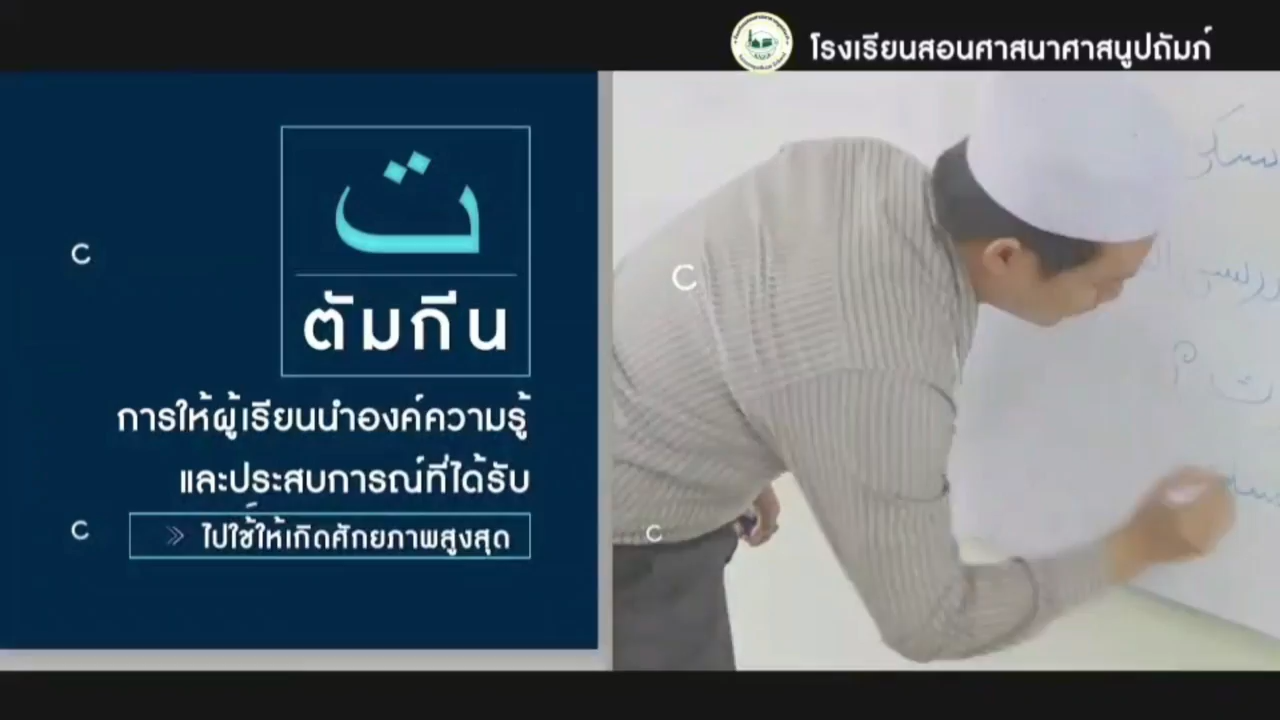 โรงเรียนสอนศาสนาศาสนูปถัมภ์
ت
ตัมกีน
การให้ผู้เรียนนำองค์ความรู้
และประสบการณ์ที่ได้รับ
» ไปใช้ให้เกิดศักยภาพสูงสุด
C
C
C
C